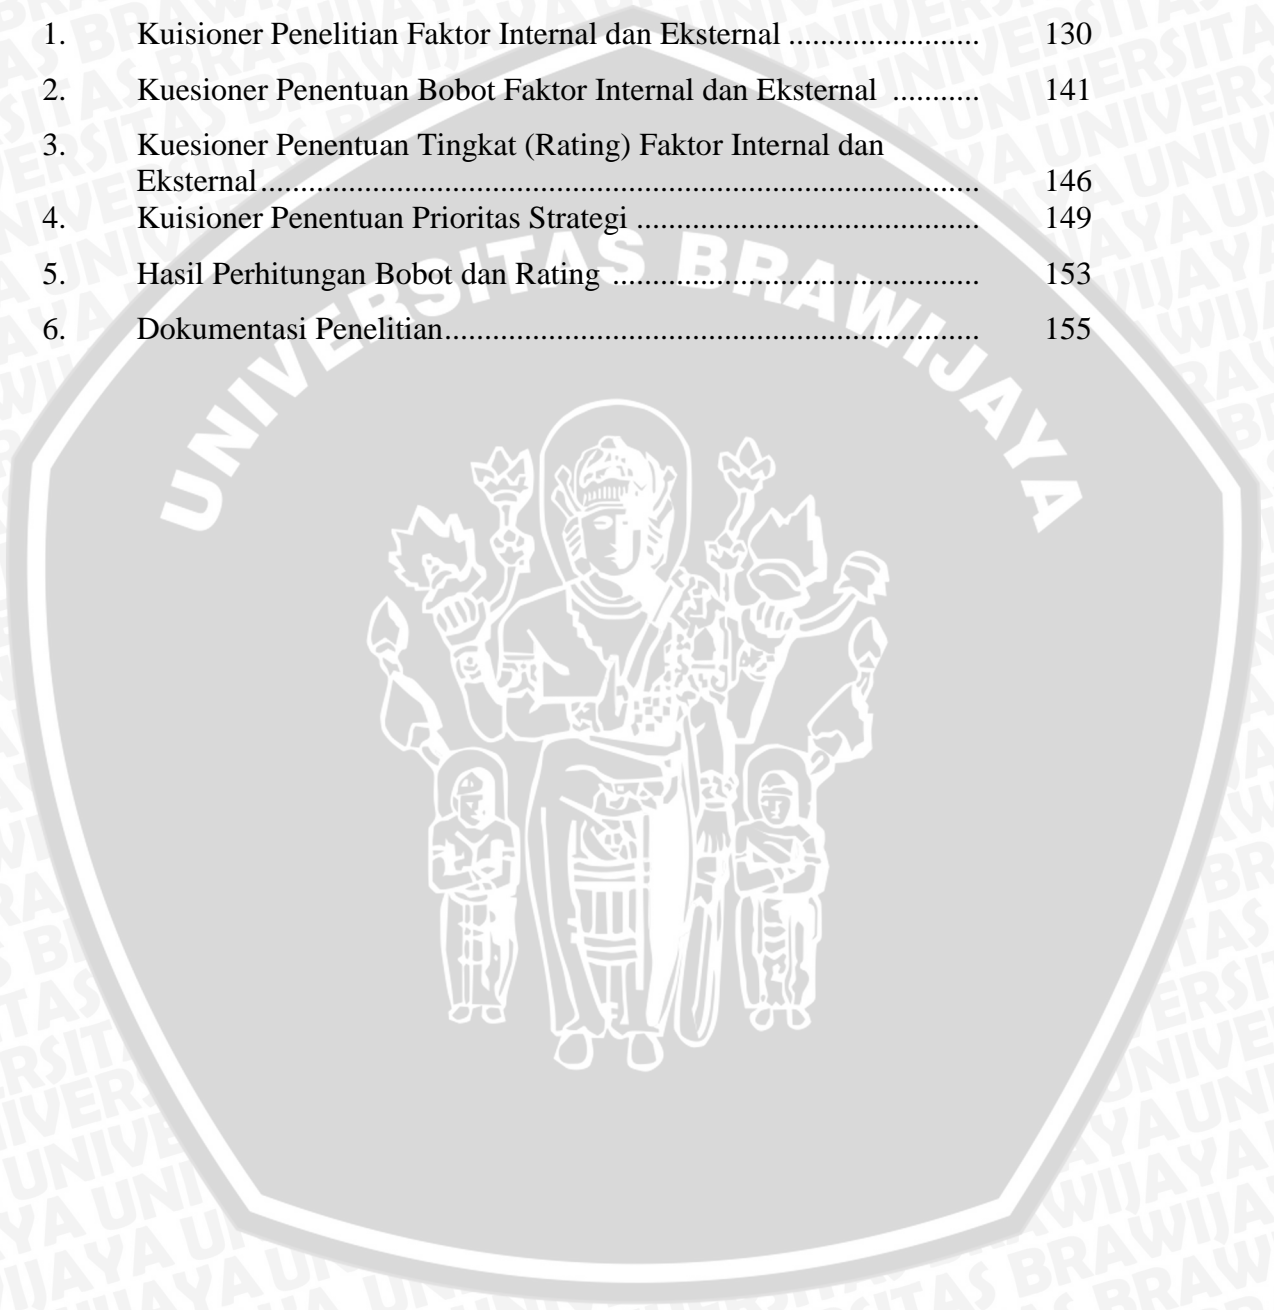 1. Kuisioner Penelitian Faktor Internal dan Eksternal ........................ 130
2. Kuesioner Penentuan Bobot Faktor Internal dan Eksternal ........... 141
3. Kuesioner Penentuan Tingkat (Rating) Faktor Internal dan
Eksternal.......................................................................................... 146
4. Kuisioner Penentuan Prioritas Strategi ........................................... 149
5. Hasil Perhitungan Bobot dan Rating .............................................. 153
6. Dokumentasi Penelitian................................................................... 155
UNIVERSITAS BRAWIJAYA